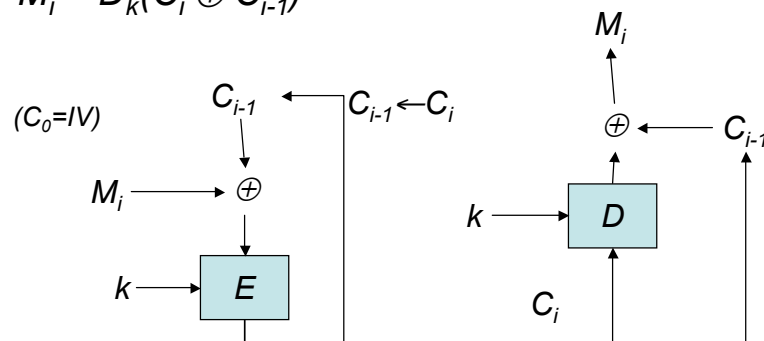 Mᵢ Dₖ(Cᵢ ⊕ Cᵢ₋₁)
Mᵢ
(C₀=IV)
Cᵢ₋₁
Cᵢ₋₁←Cᵢ
⊕
Cᵢ₋₁
Mᵢ
⊕
k
D
k
E
Cᵢ